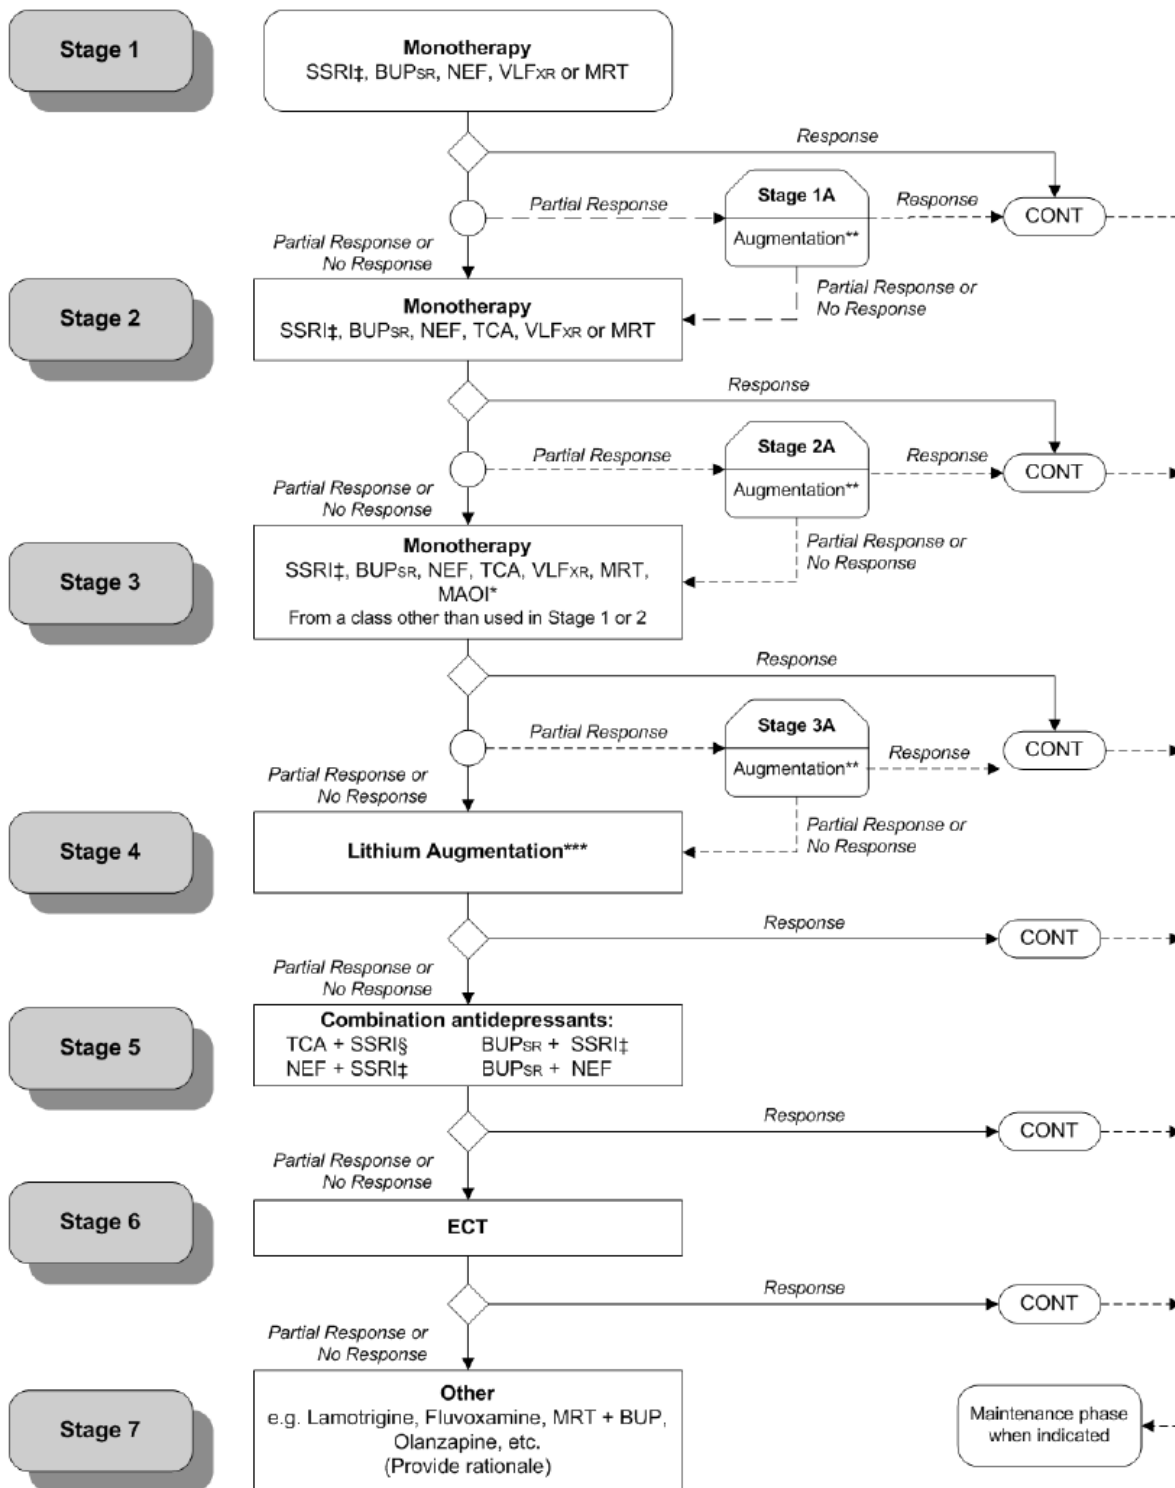 Stage 1
Monotherapy
SSRI‡, BUPSR, NEF, VLFXR or MRT
Response
Partial Response
Stage 1A
Augmentation**
Response
CONT
Partial Response or
No Response
Partial Response or
No Response
Stage 2
Monotherapy
SSRI‡, BUPSR, NEF, TCA, VLFXR or MRT
Response
Partial Response
Stage 2A
Augmentation**
Response
CONT
Partial Response or
No Response
Partial Response or
No Response
Stage 3
Monotherapy
SSRI‡, BUPSR, NEF, TCA, VLFXR, MRT,
MAOI*
From a class other than used in Stage 1 or 2
Response
Partial Response
Stage 3A
Augmentation**
Response
CONT
Partial Response or
No Response
Partial Response or
No Response
Stage 4
Lithium Augmentation***
Response
CONT
Partial Response or
No Response
Stage 5
Combination antidepressants:
TCA + SSRI§ BUPSR + SSRI‡
NEF + SSRI‡ BUPSR + NEF
Response
CONT
Partial Response or
No Response
Stage 6
ECT
Response
CONT
Partial Response or
No Response
Stage 7
Other
e.g. Lamotrigine, Fluvoxamine, MRT + BUP,
Olanzapine, etc.
(Provide rationale)
Maintenance phase
when indicated